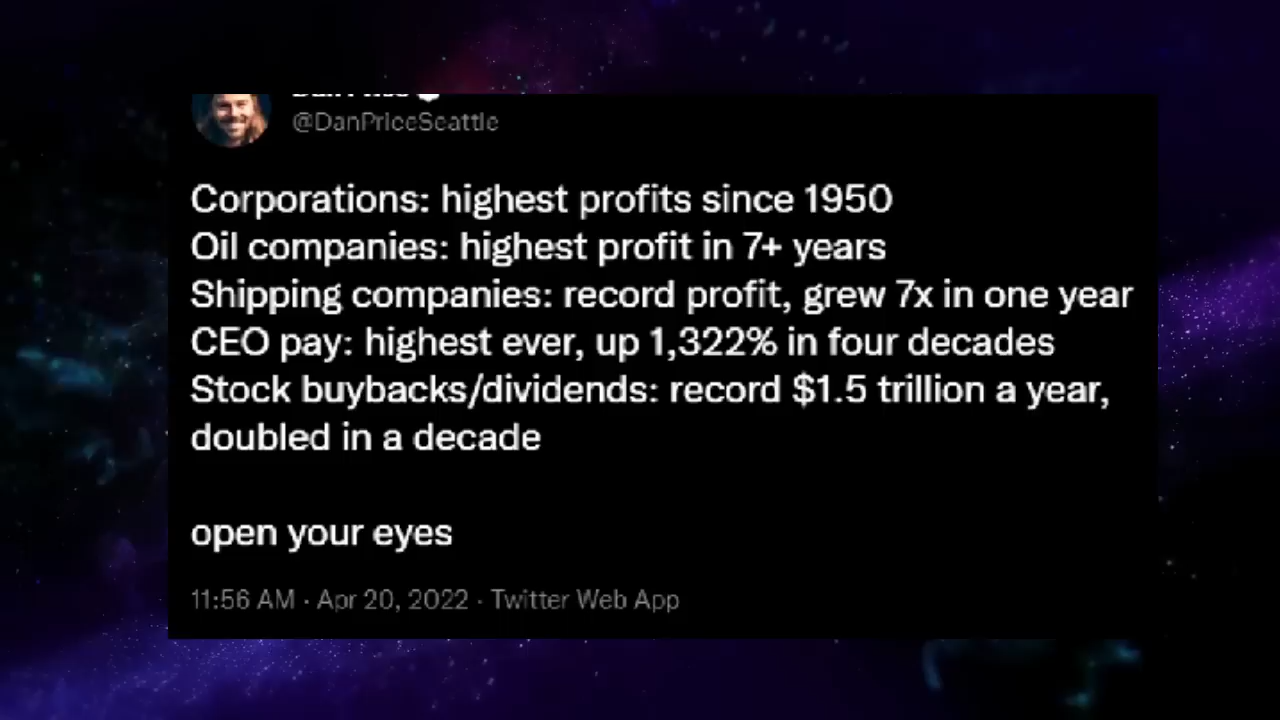 @DanPriceSeattle
Corporations: highest profits since 1950
Oil companies: highest profit in 7+ years
Shipping companies: record profit, grew 7x in one year
CEO pay: highest ever, up 1,322% in four decades
Stock buybacks/dividends: record $1.5 trillion a year,
doubled in a decade
open your eyes
11:56 AM · Apr 20, 2022 · Twitter Web App